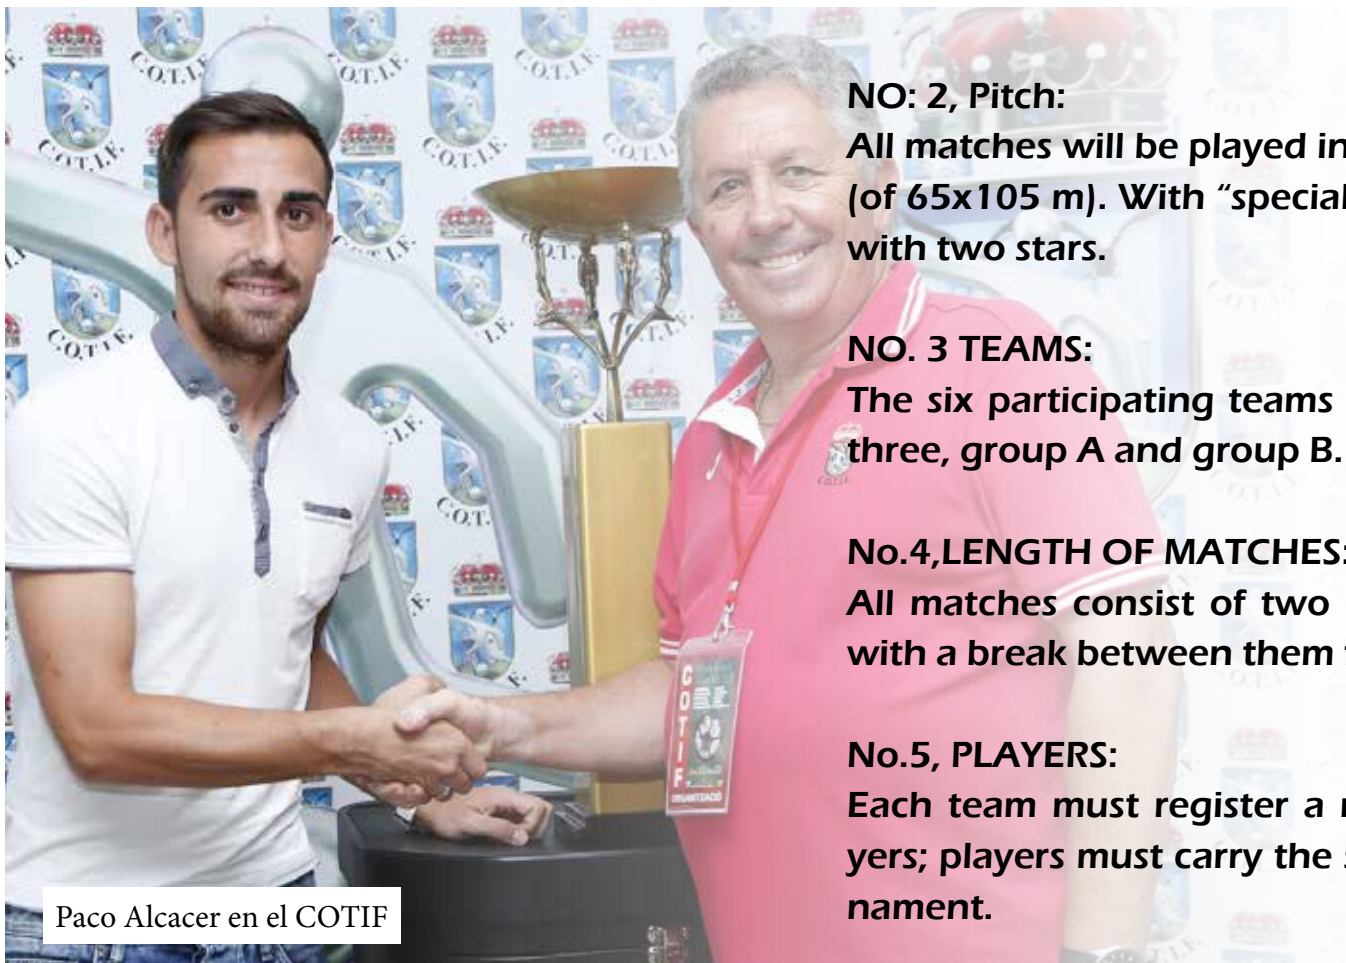 NO: 2, Pitch:
All matches will be played in
(of 65x105 m). With “special
with two stars.
NO. 3 TEAMS:
The six participating teams
three, group A and group B.
No.4,LENGTH OF MATCHES:
All matches consist of two
with a break between them
No.5, PLAYERS:
Each team must register a
yers; players must carry the
nament.
C.O.T.I.F.
COTIF
ORGANITZACIÓ
Paco Alcacer en el COTIF